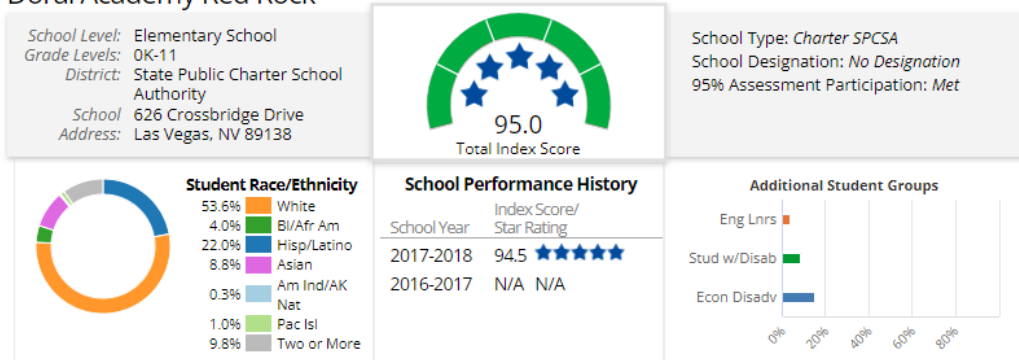 Doral Academy Red Rock
School Level: Elementary School
Grade Levels: 0K-11
District: State Public Charter School
Authority
School 626 Crossbridge Drive
Address: Las Vegas, NV 89138
95.0
Total Index Score
School Type: Charter SPCSA
School Designation: No Designation
95% Assessment Participation: Met
Student Race/Ethnicity
53.6% White
4.0% Bl/Afr Am
22.0% Hisp/Latino
8.8% Asian
0.3% Am Ind/AK
Nat
1.0% Pac Isl
9.8% Two or More
School Performance History
School Year Index Score/
Star Rating
2017-2018 94.5
2016-2017 N/A N/A
Additional Student Groups
Eng Lnrs
Stud w/Disab
Econ Disadv
0% 20% 40% 60% 80%